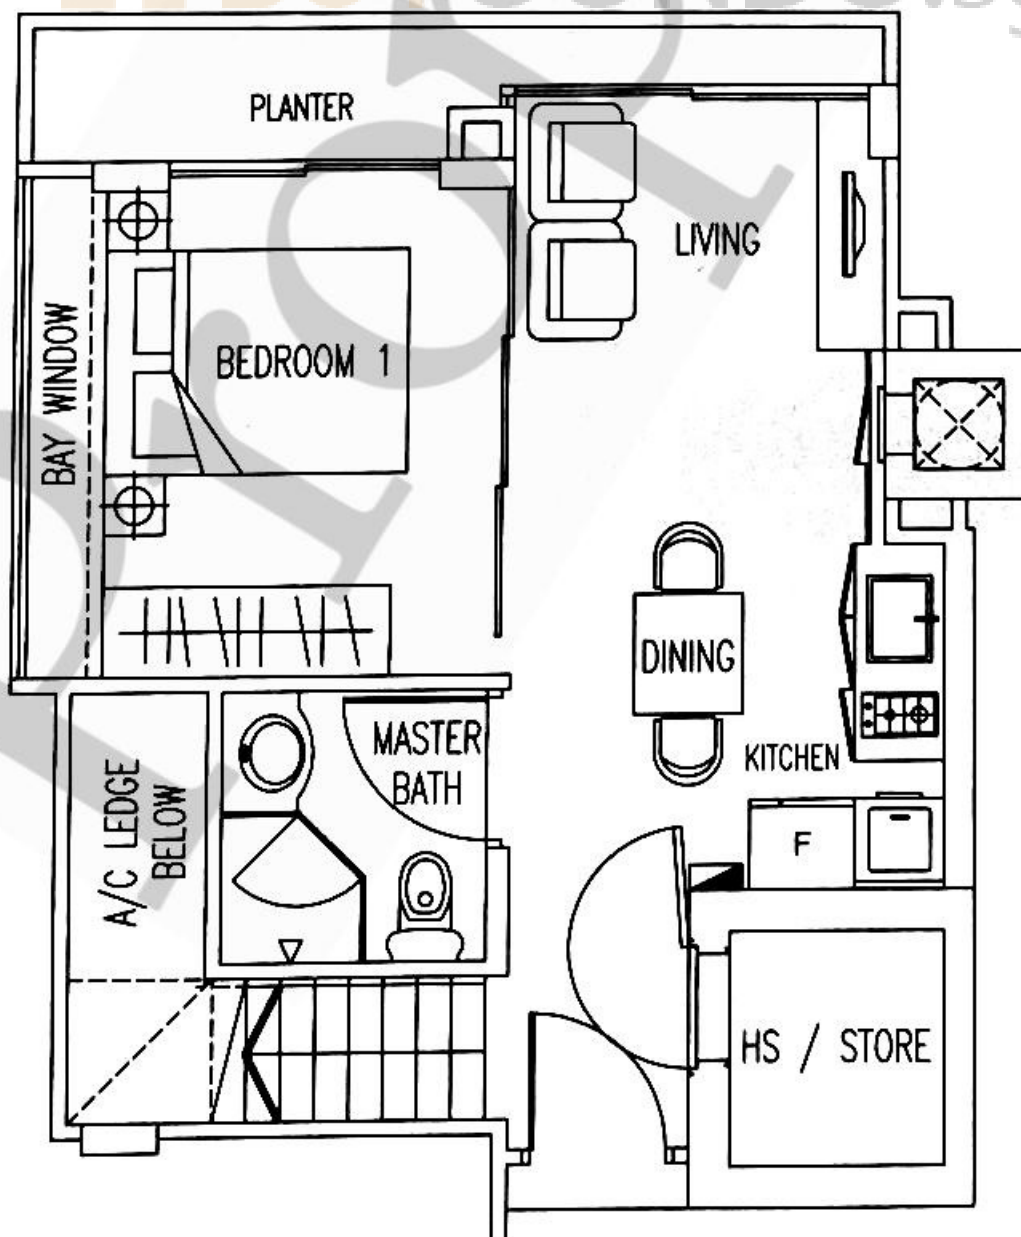 PLANTER
LIVING
BAY WINDOW
BEDROOM 1
DINING
MASTER
BATH
KITCHEN
A/C LEDGE
BELOW
F
HS / STORE